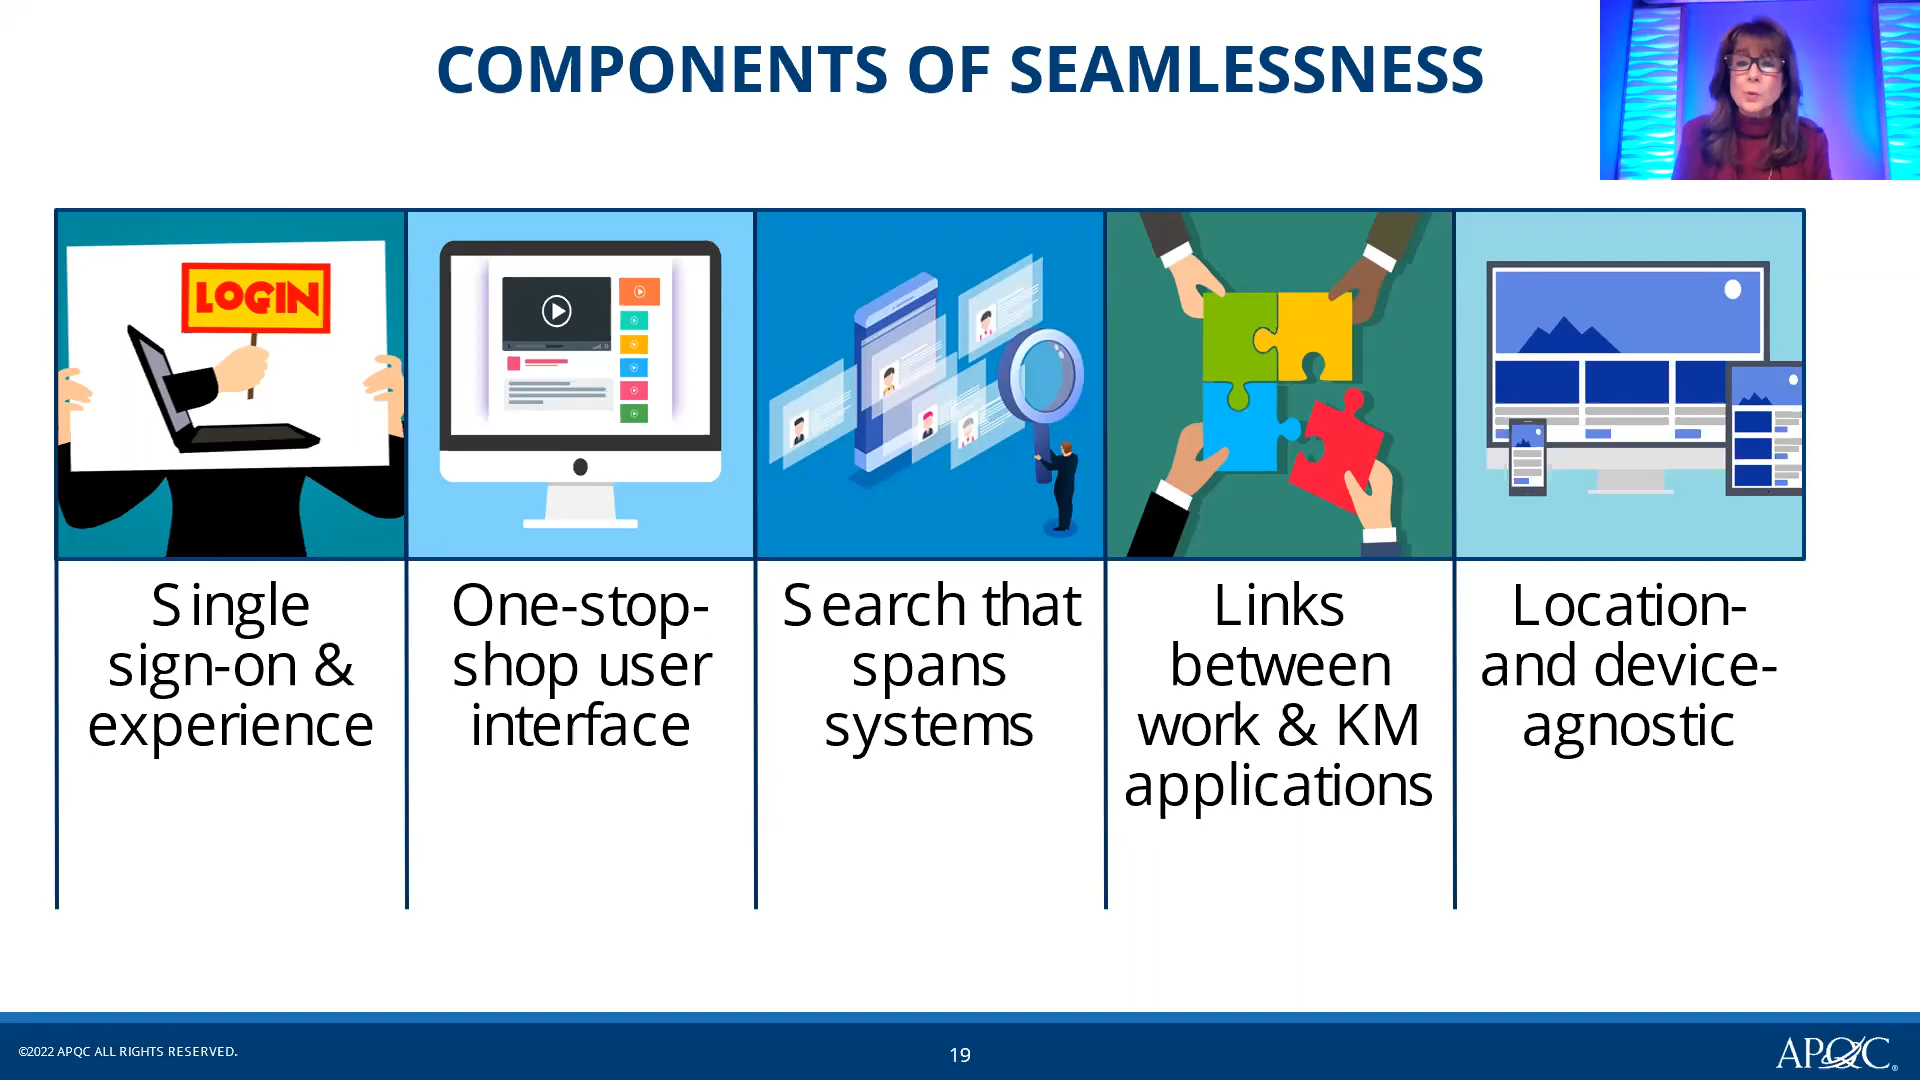 COMPONENTS OF SEAMLESSNESS
LOGIN
Single
sign-on &
experience
One-stop-
shop user
interface
Search that
spans
systems
Links
between
work & KM
applications
Location-
and device-
agnostic
©2022 APQC ALL RIGHTS RESERVED.
19
APQC®